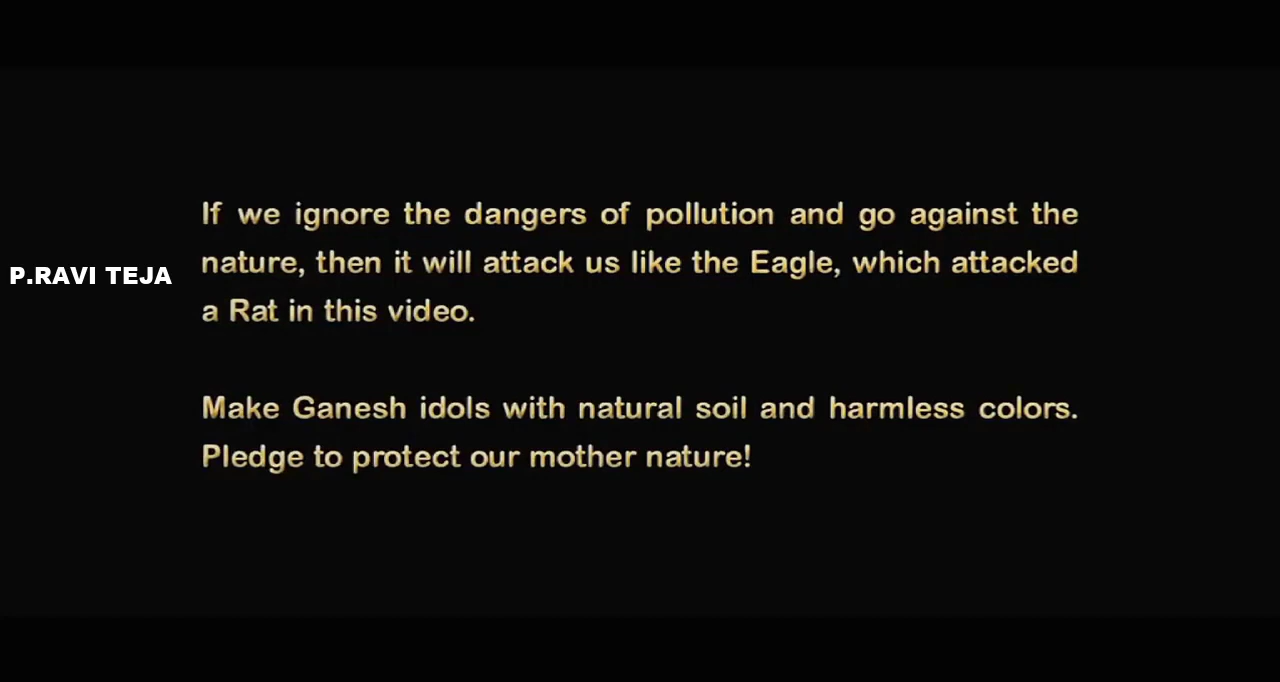 If we ignore the dangers of pollution and go against the
nature, then it will attack us like the Eagle, which attacked
P.RAVI TEJA
a Rat in this video.
Make Ganesh idols with natural soil and harmless colors.
Pledge to protect our mother nature!